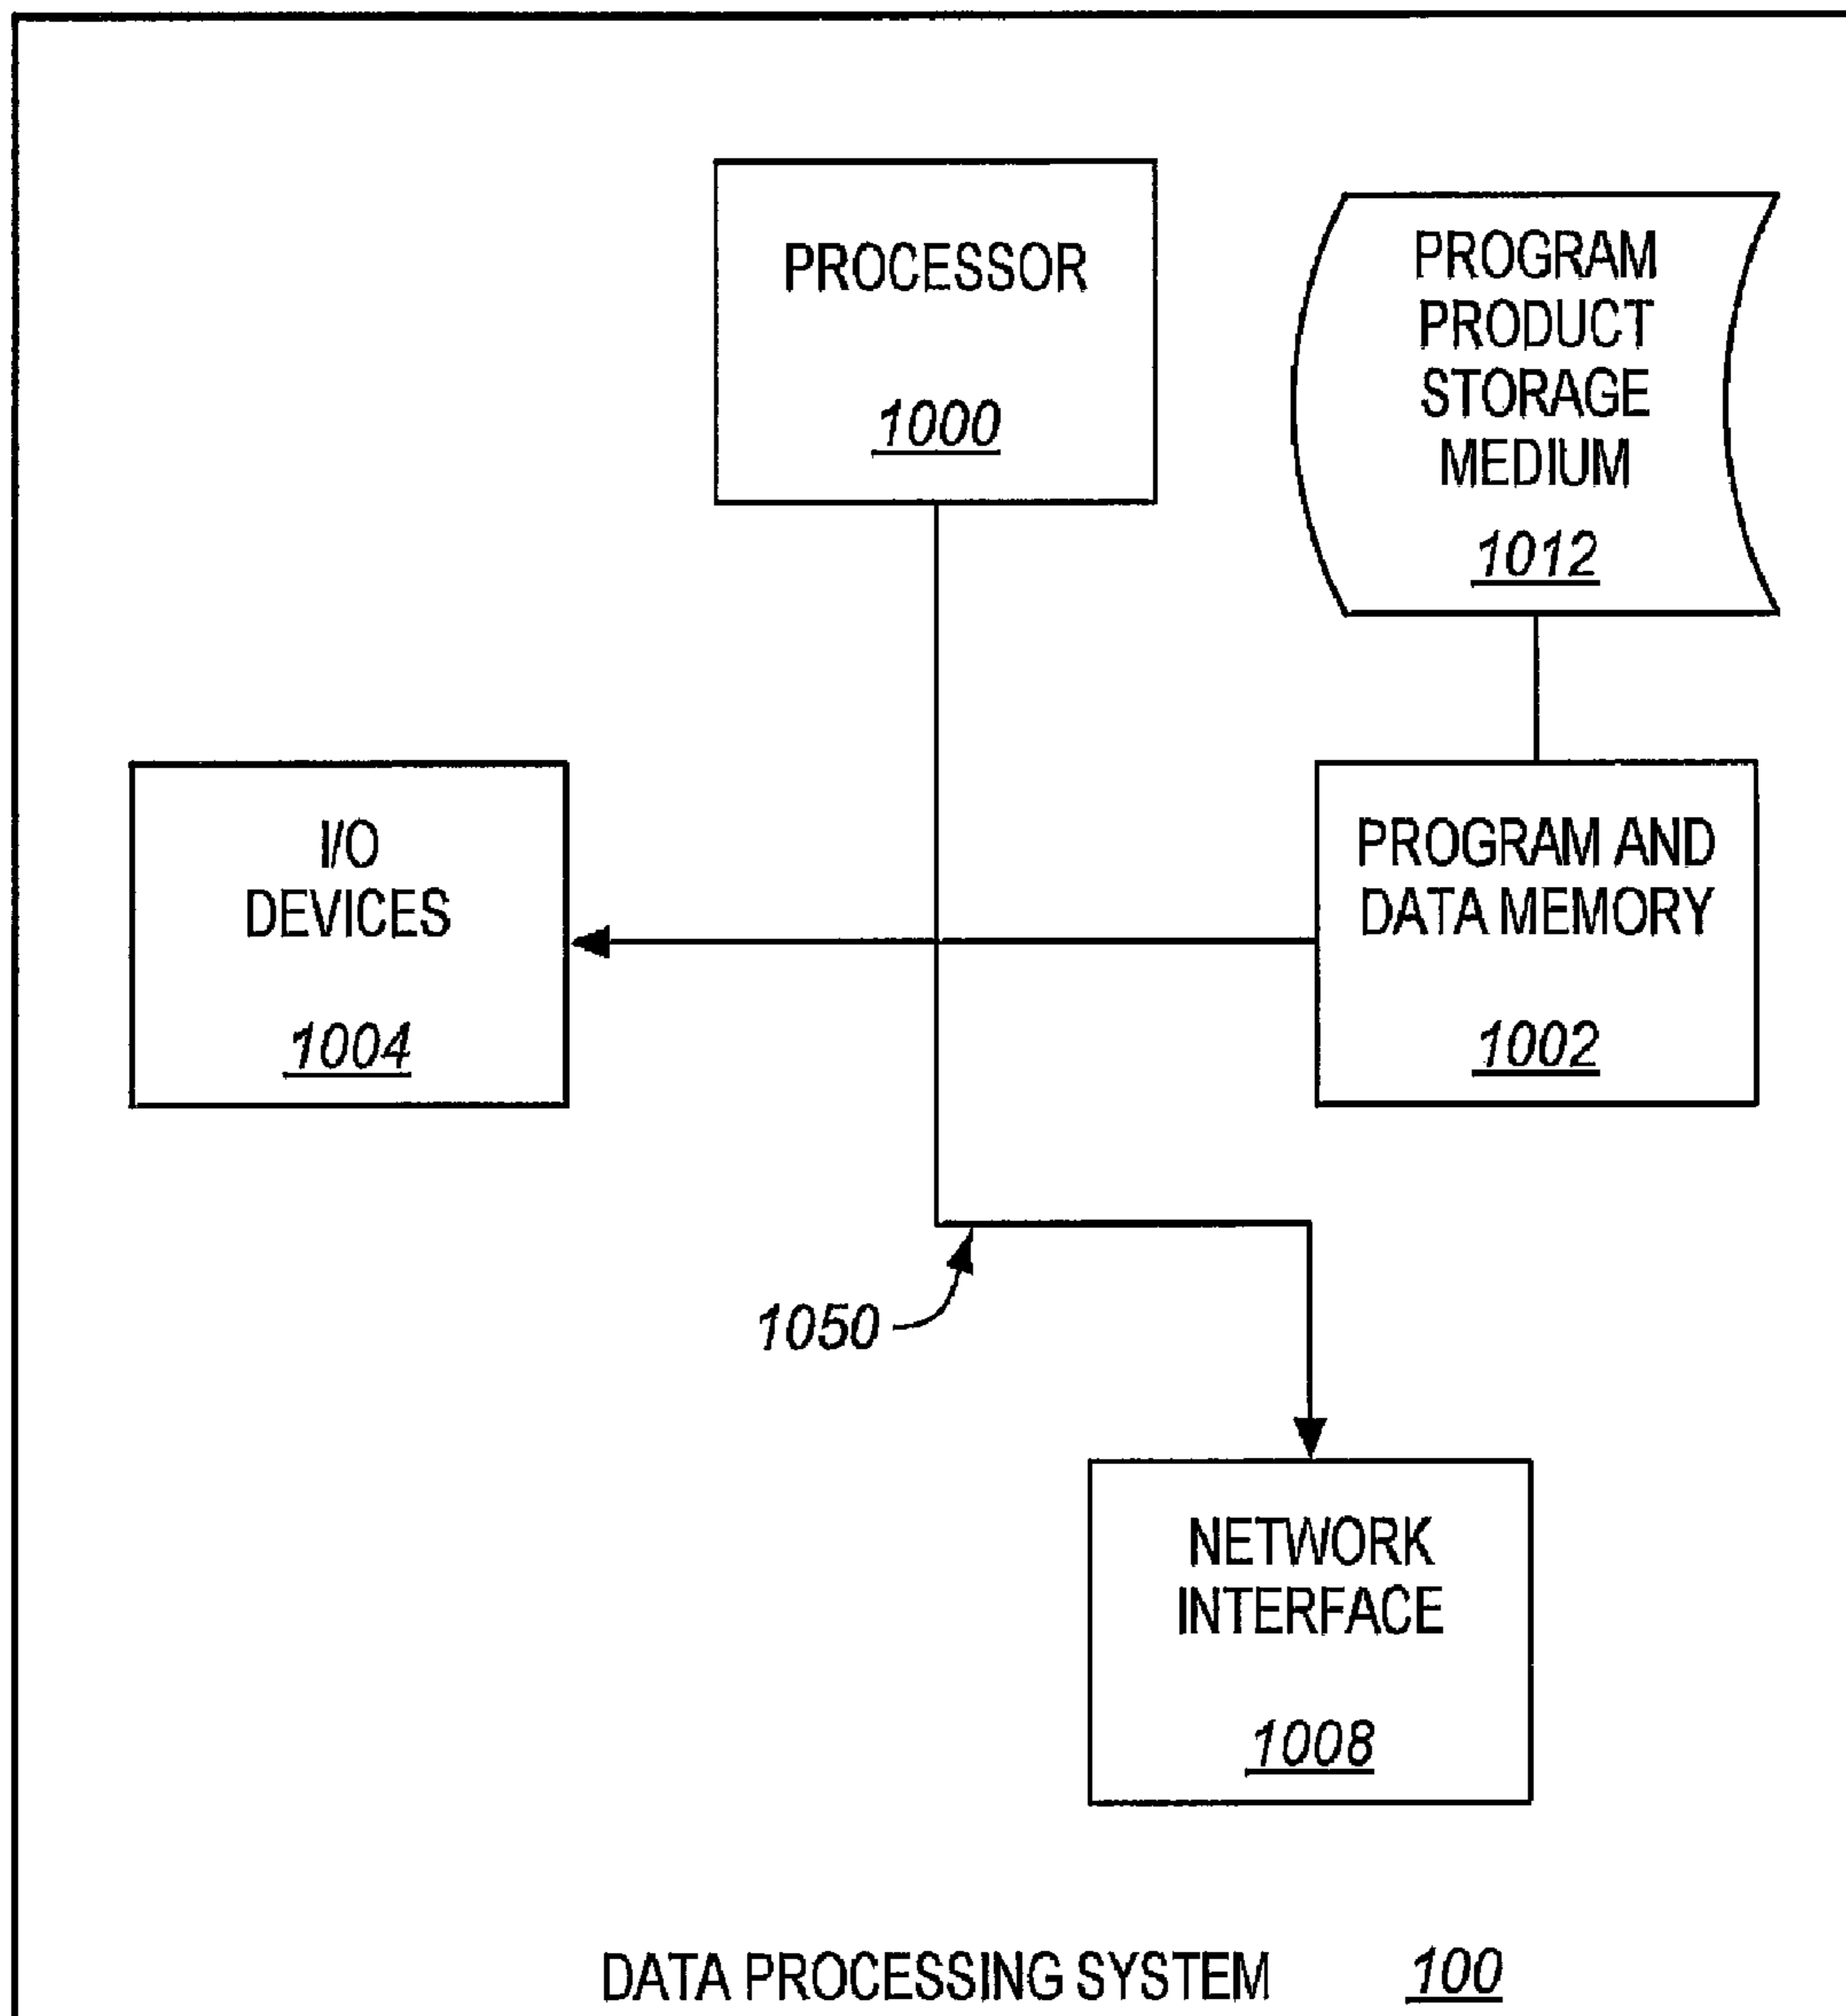 PROCESSOR
1000
PROGRAM
PRODUCT
STORAGE
MEDIUM
1012
I/O
DEVICES
1004
PROGRAM AND
DATA MEMORY
1002
1050
NETWORK
INTERFACE
1008
DATA PROCESSING SYSTEM 100